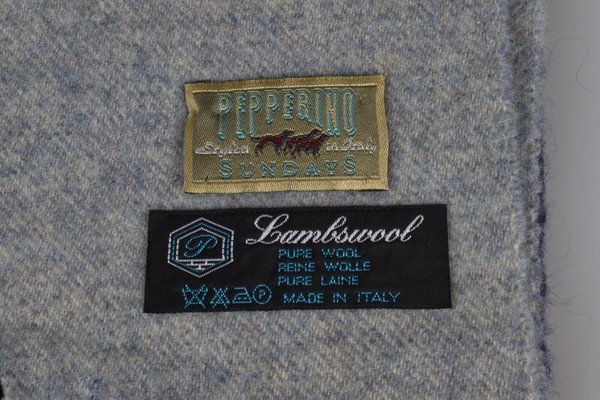 PEPPERINO
Styled in Italy
SUNDAYS
P
Lambswool
PURE WOOL
REINE WOLLE
PURE LAINE
P MADE IN ITALY